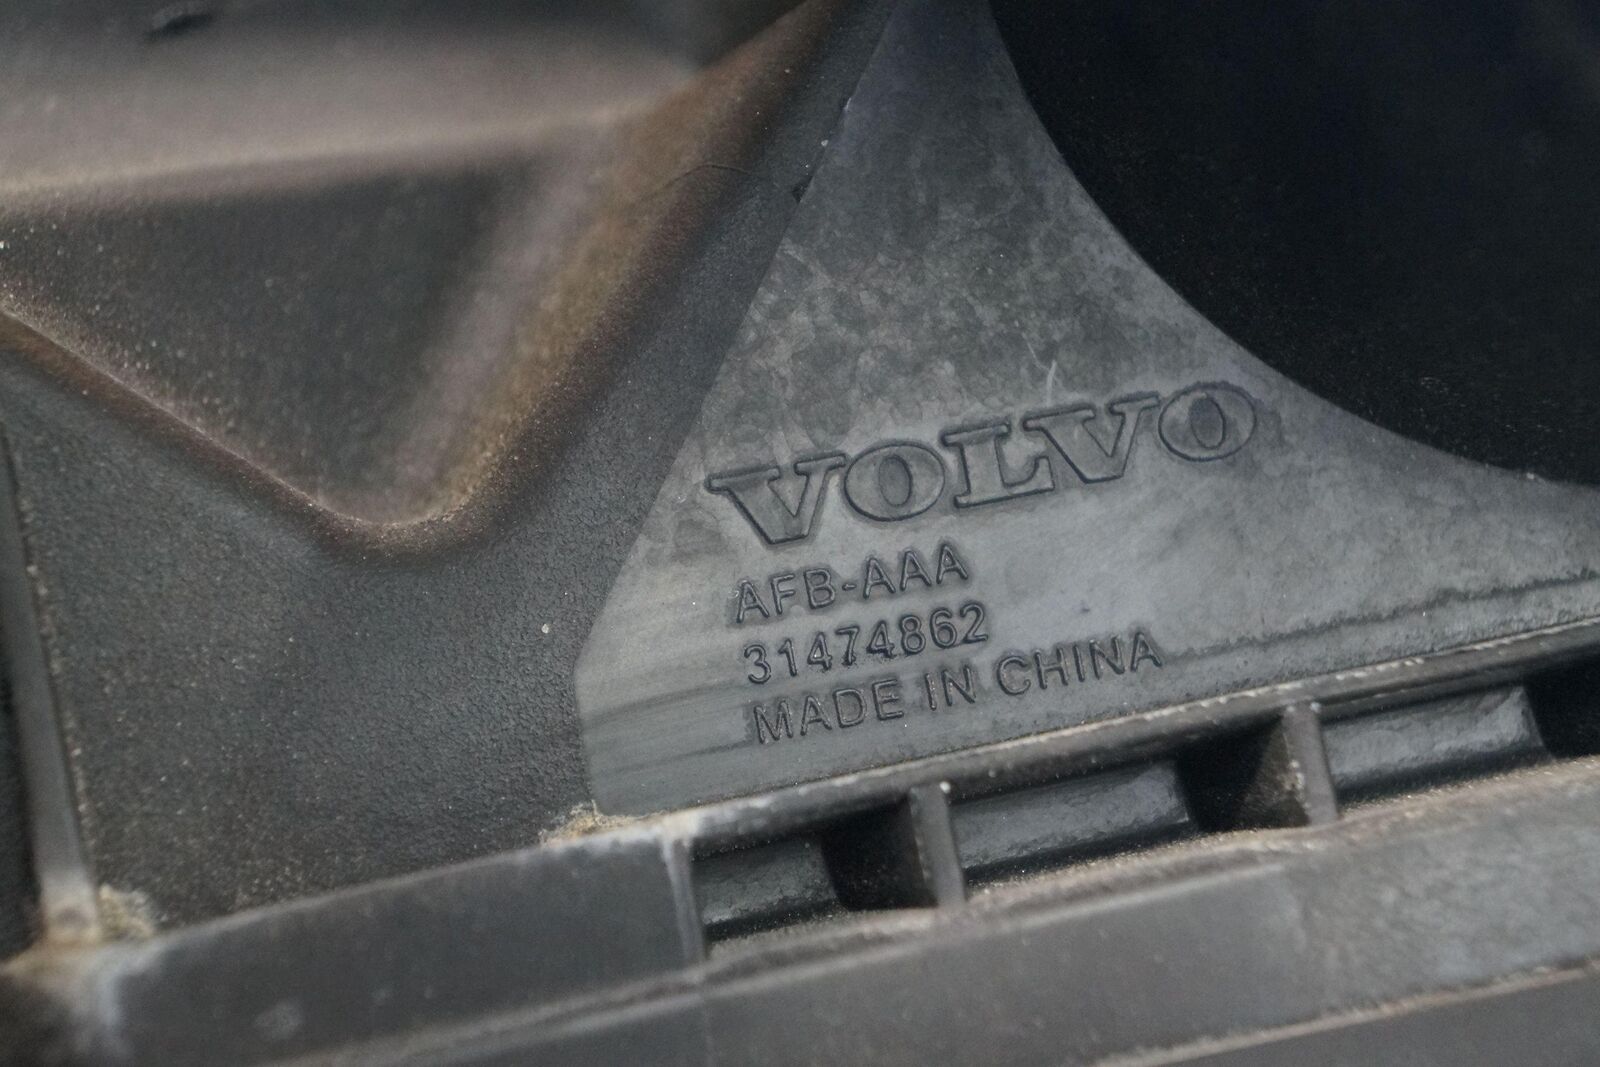 VOLVO
AFB-AAA
31474862
MADE IN CHINA